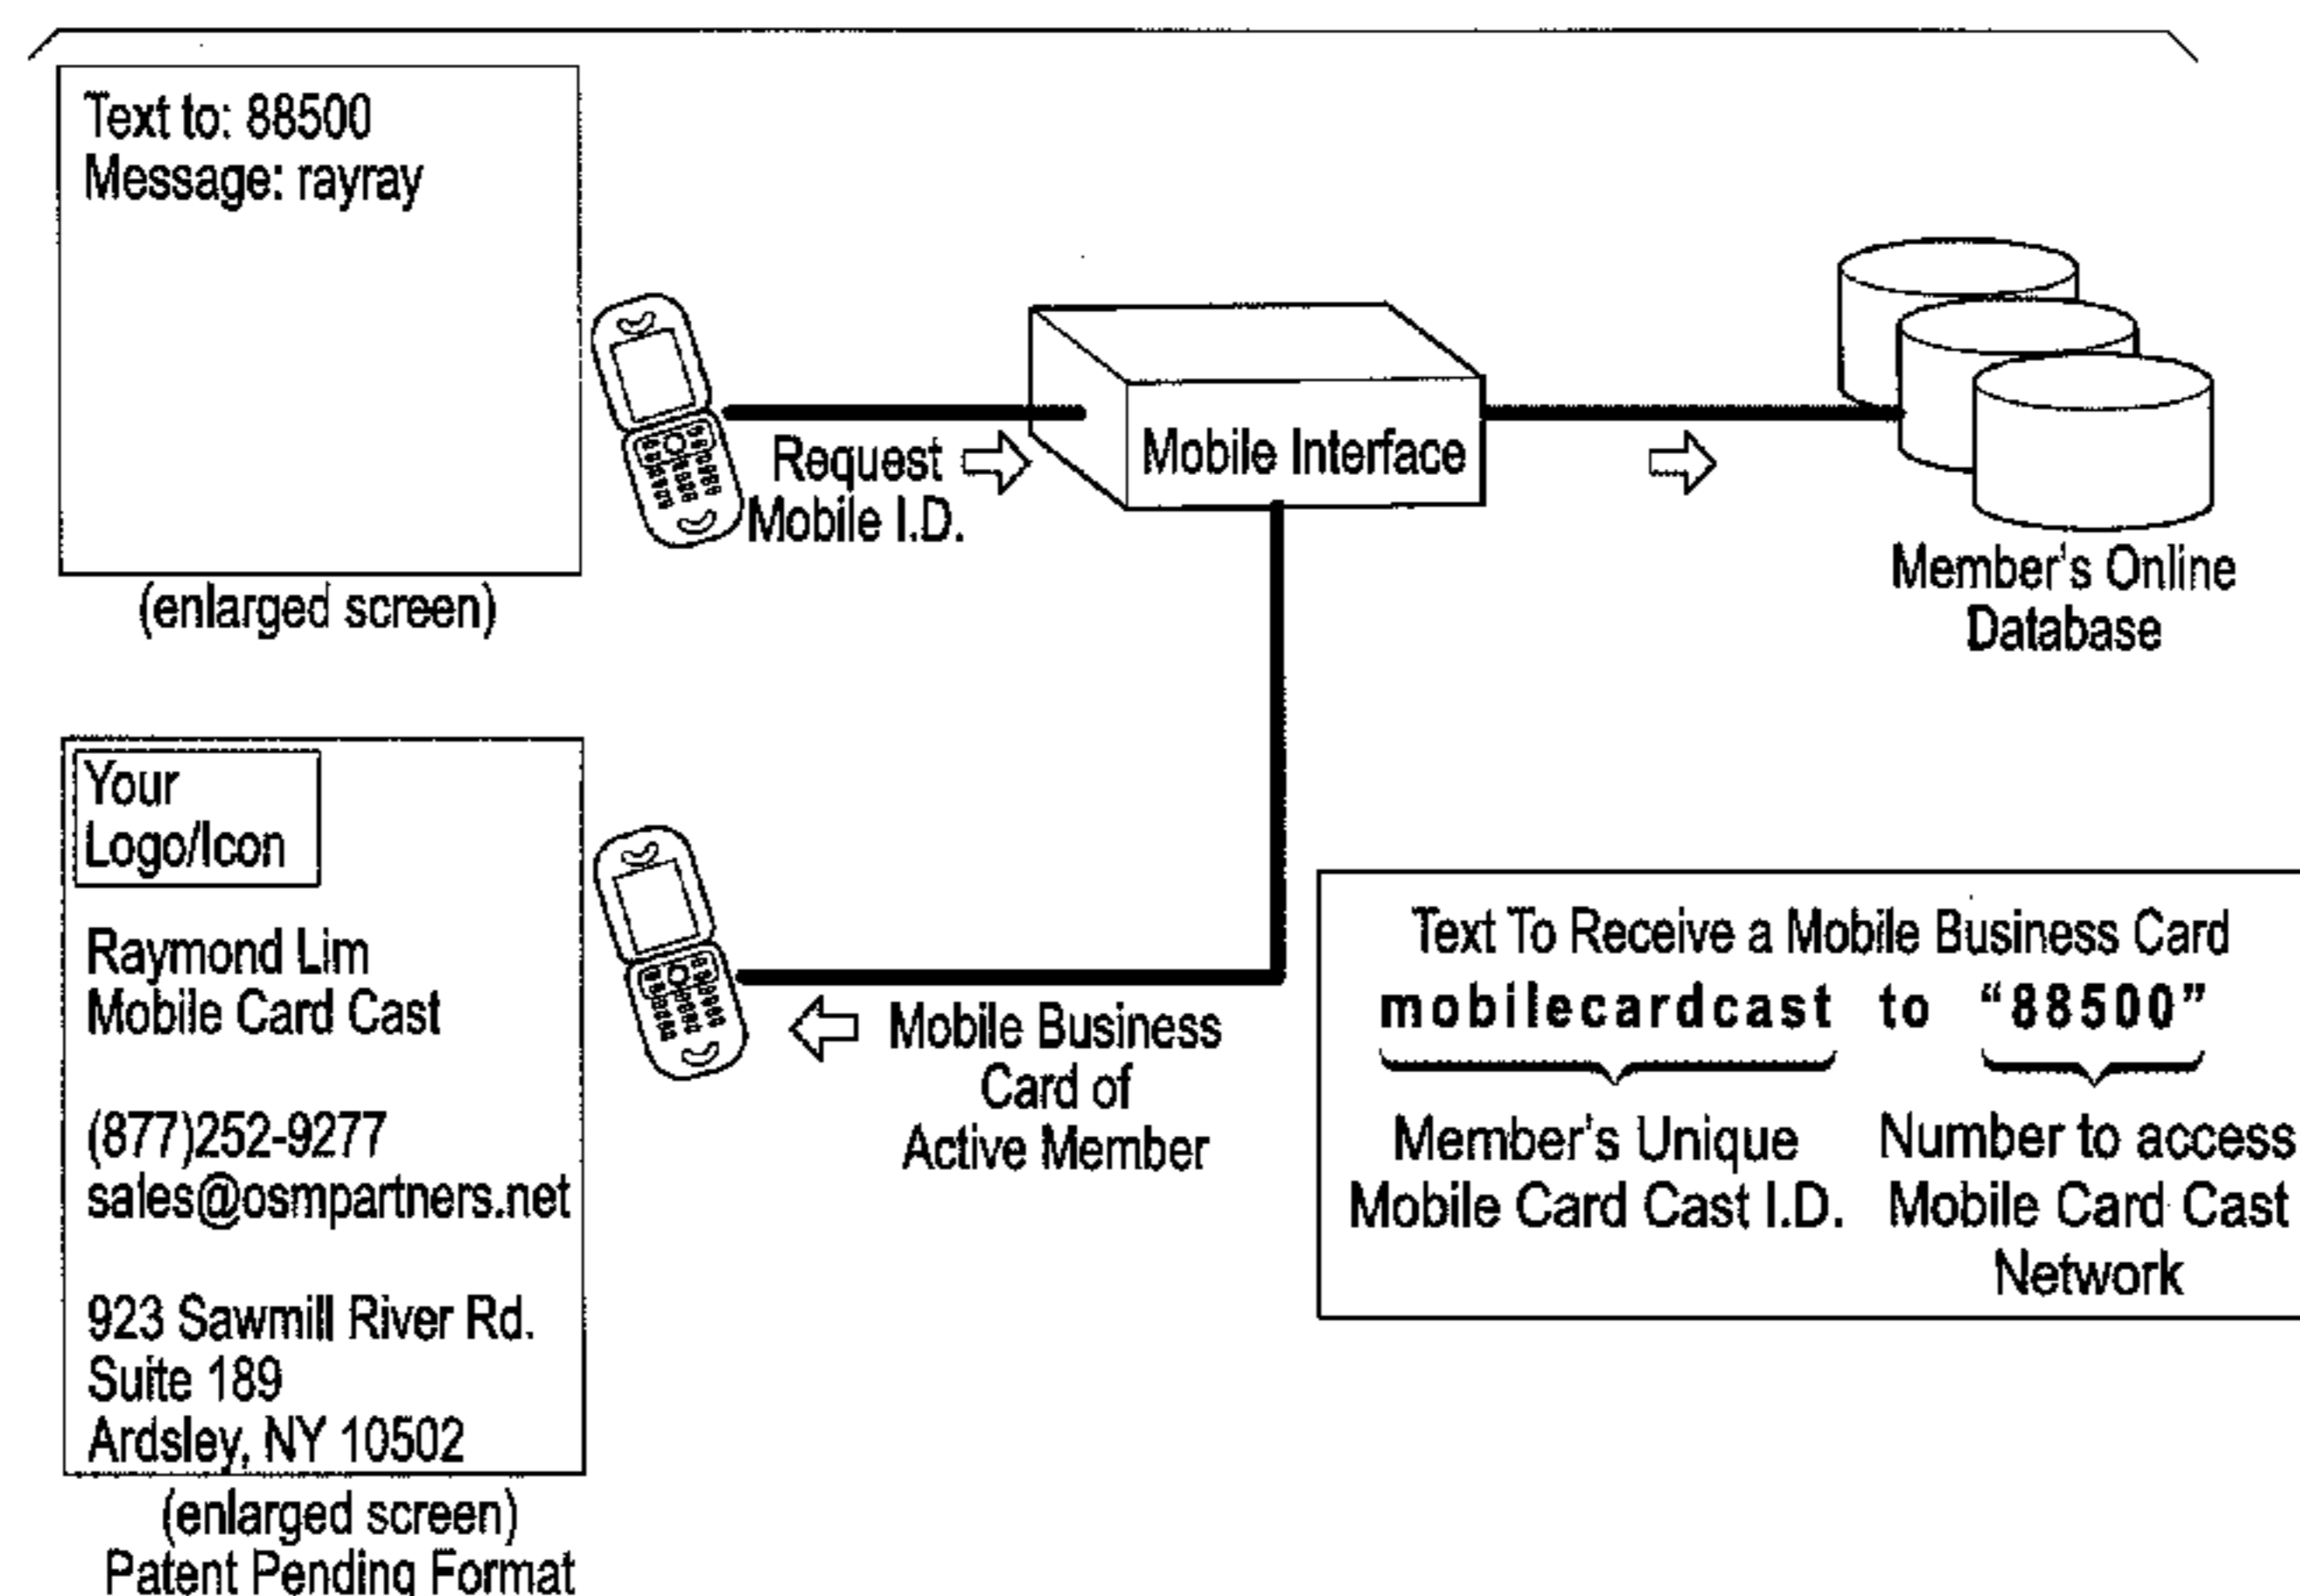 Text to: 88500
Message: rayray
(enlarged screen)
Request
Mobile I.D.
Mobile Interface
Member's Online
Database
Your
Logo/Icon
Raymond Lim
Mobile Card Cast
(877)252-9277
sales@osmpartners.net
923 Sawmill River Rd.
Suite 189
Ardsley, NY 10502
(enlarged screen)
Patent Pending Format
Mobile Business
Card of
Active Member
Text To Receive a Mobile Business Card
mobilecardcast to “88500”
Member's Unique
Mobile Card Cast I.D.
Number to access
Mobile Card Cast
Network